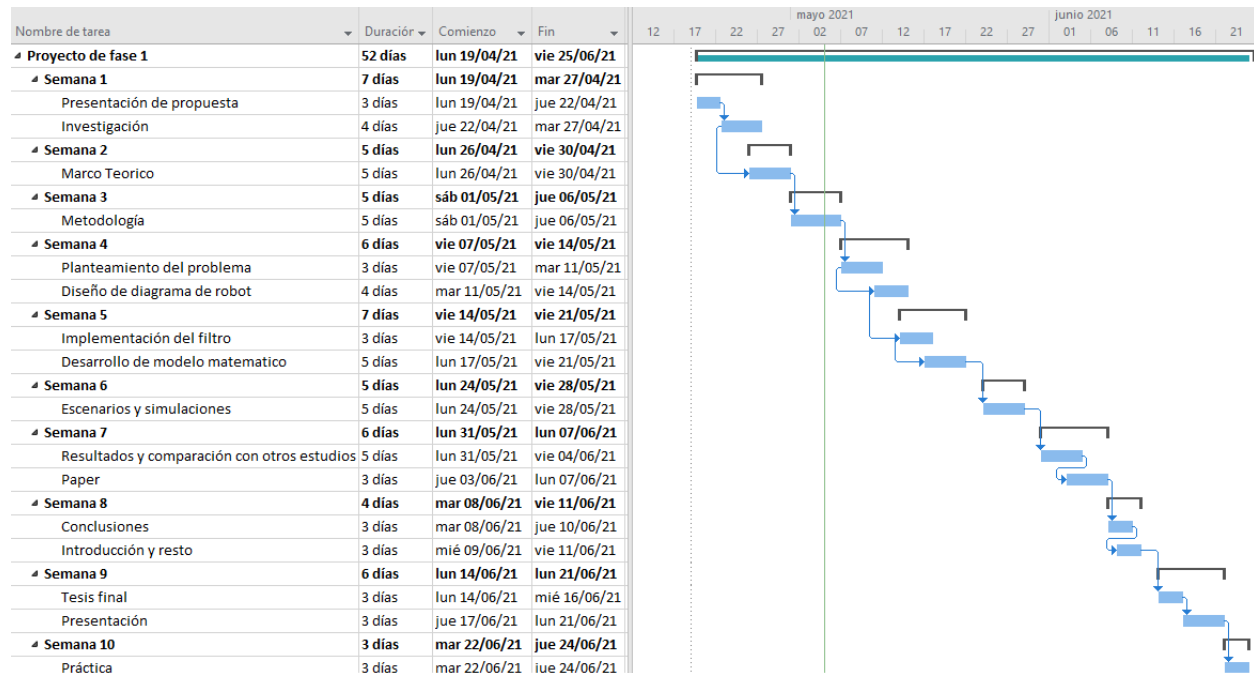 mayo 2021 junio 2021
Nombre de tarea Duración Comienzo Fin 12 17 22 27 02 07 12 17 22 27 01 06 11 16 21
Proyecto de fase 1 52 días lun 19/04/21 vie 25/06/21
Semana 1 7 días lun 19/04/21 mar 27/04/21
Presentación de propuesta 3 días lun 19/04/21 jue 22/04/21
Investigación 4 días jue 22/04/21 mar 27/04/21
Semana 2 5 días lun 26/04/21 vie 30/04/21
Marco Teorico 5 días lun 26/04/21 vie 30/04/21
Semana 3 5 días sáb 01/05/21 jue 06/05/21
Metodología 5 días sáb 01/05/21 jue 06/05/21
Semana 4 6 días vie 07/05/21 vie 14/05/21
Planteamiento del problema 3 días vie 07/05/21 mar 11/05/21
Diseño de diagrama de robot 4 días mar 11/05/21 vie 14/05/21
Semana 5 7 días vie 14/05/21 vie 21/05/21
Implementación del filtro 3 días vie 14/05/21 lun 17/05/21
Desarrollo de modelo matematico 5 días lun 17/05/21 vie 21/05/21
Semana 6 5 días lun 24/05/21 vie 28/05/21
Escenarios y simulaciones 5 días lun 24/05/21 vie 28/05/21
Semana 7 6 días lun 31/05/21 lun 07/06/21
Resultados y comparación con otros estudios 5 días lun 31/05/21 vie 04/06/21
Paper 3 días jue 03/06/21 lun 07/06/21
Semana 8 4 días mar 08/06/21 vie 11/06/21
Conclusiones 3 días mar 08/06/21 jue 10/06/21
Introducción y resto 3 días mié 09/06/21 vie 11/06/21
Semana 9 6 días lun 14/06/21 lun 21/06/21
Tesis final 3 días lun 14/06/21 mié 16/06/21
Presentación 3 días jue 17/06/21 lun 21/06/21
Semana 10 3 días mar 22/06/21 jue 24/06/21
Práctica 3 días mar 22/06/21 jue 24/06/21